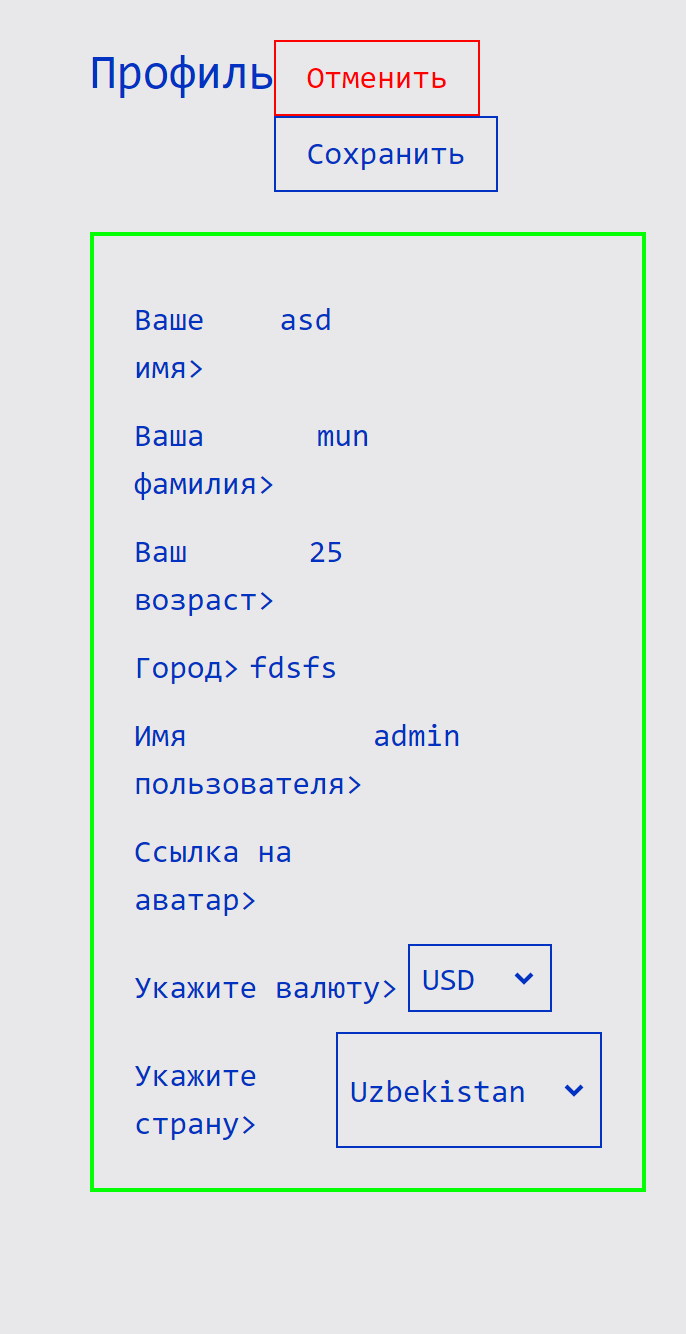 Профиль
Отменить
Сохранить
Ваше asd
имя>
Ваша mun
фамилия>
Ваш 25
возраст>
Город> fdsfs
Имя admin
пользователя>
Ссылка на
аватар>
Укажите валюту> USD
Укажите
страну> Uzbekistan